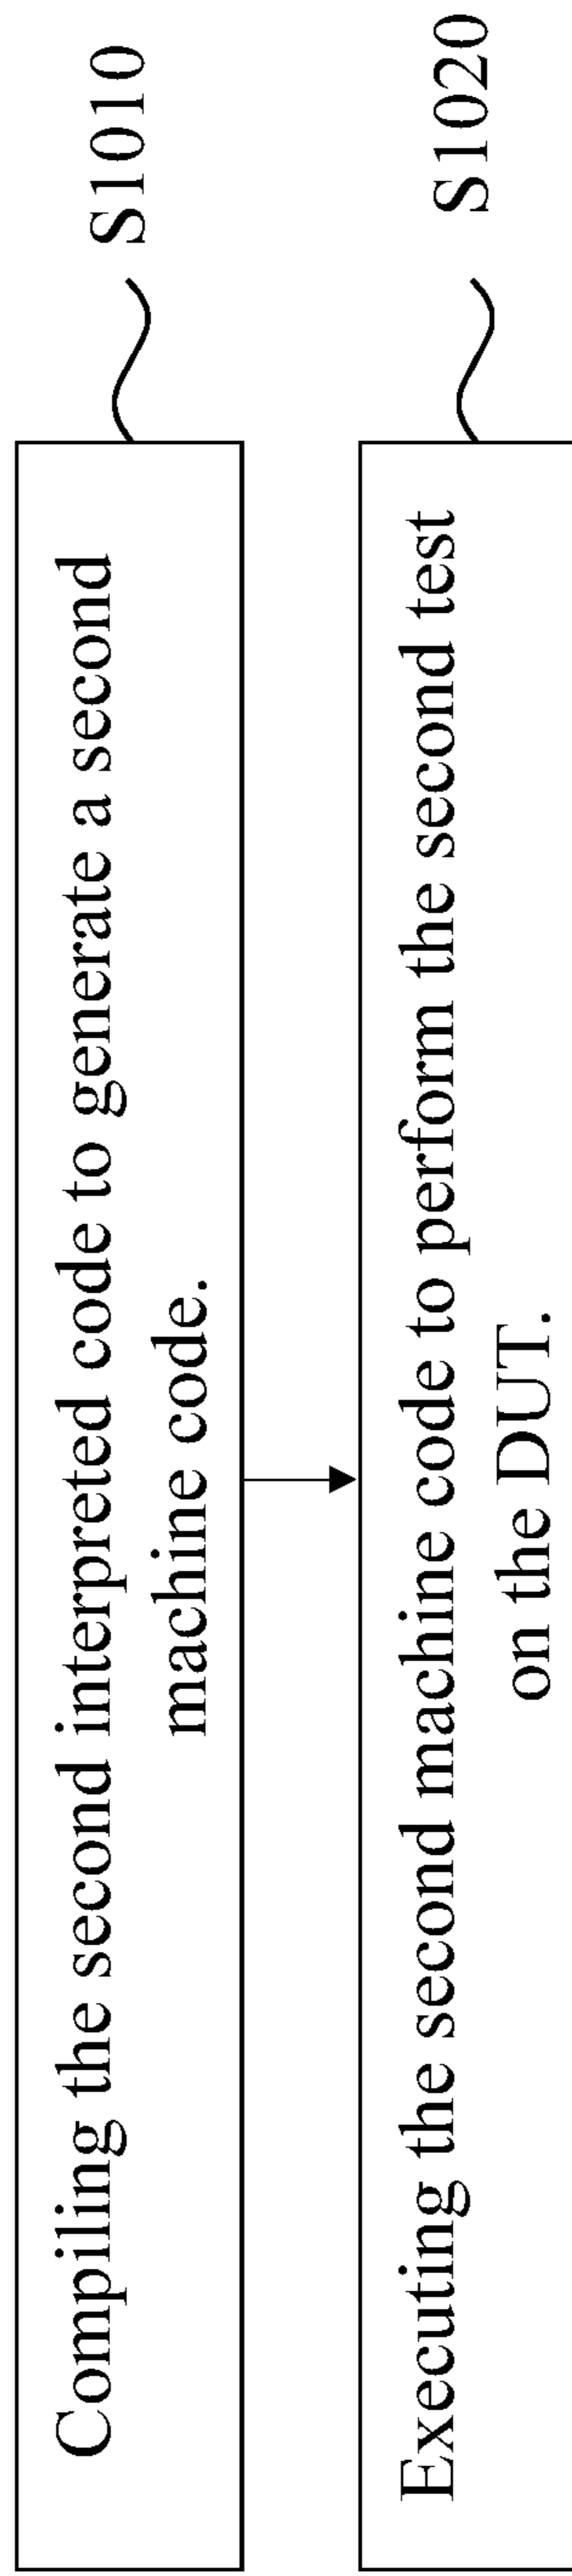 Compiling the second interpreted code to generate a second
machine code.
S1010
Executing the second machine code to perform the second test
on the DUT.
S1020